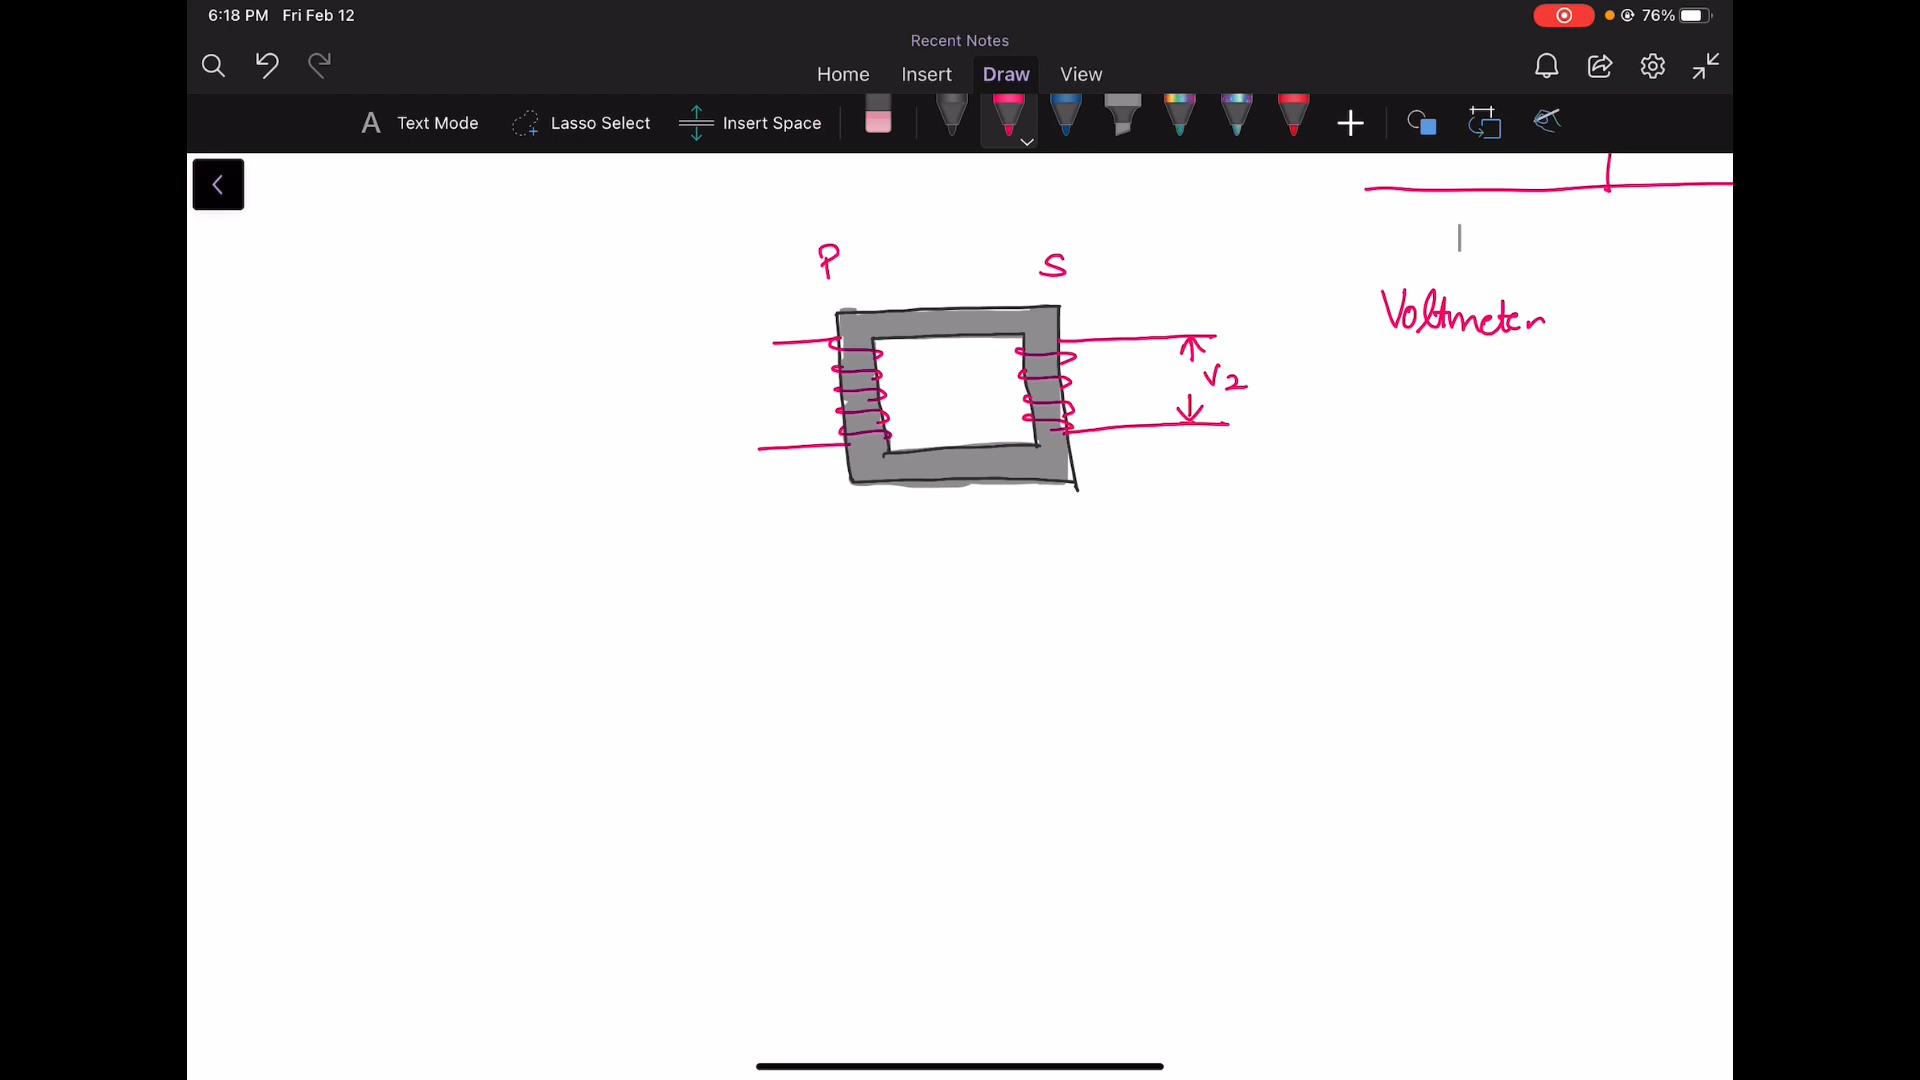 6:18 PM Fri Feb 12 76%
Recent Notes
Home Insert Draw View
A Text Mode Lasso Select Insert Space
P S
Voltmeter
V2